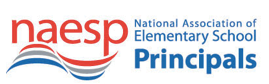 naesp
National Association of
Elementary School
Principals